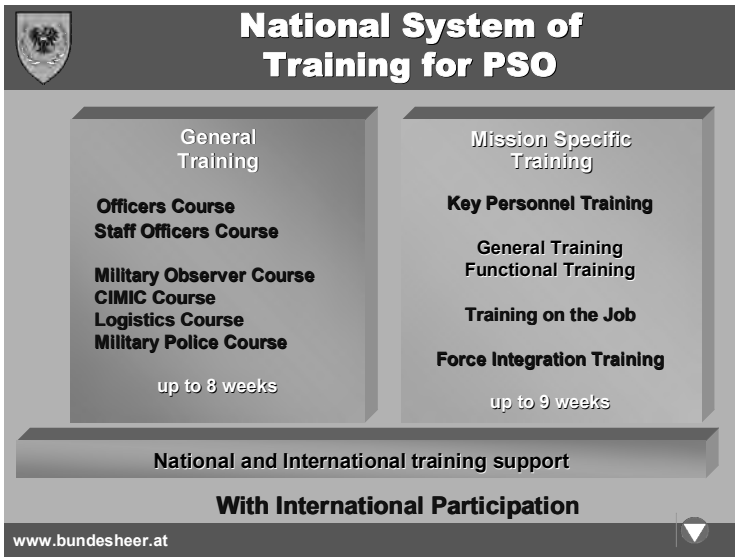 National System of
Training for PSO
General
Training
Officers Course
Staff Officers Course
Military Observer Course
CIMIC Course
Logistics Course
Military Police Course
up to 8 weeks
Mission Specific
Training
Key Personnel Training
General Training
Functional Training
Training on the Job
Force Integration Training
up to 9 weeks
National and International training support
With International Participation
www.bundesheer.at